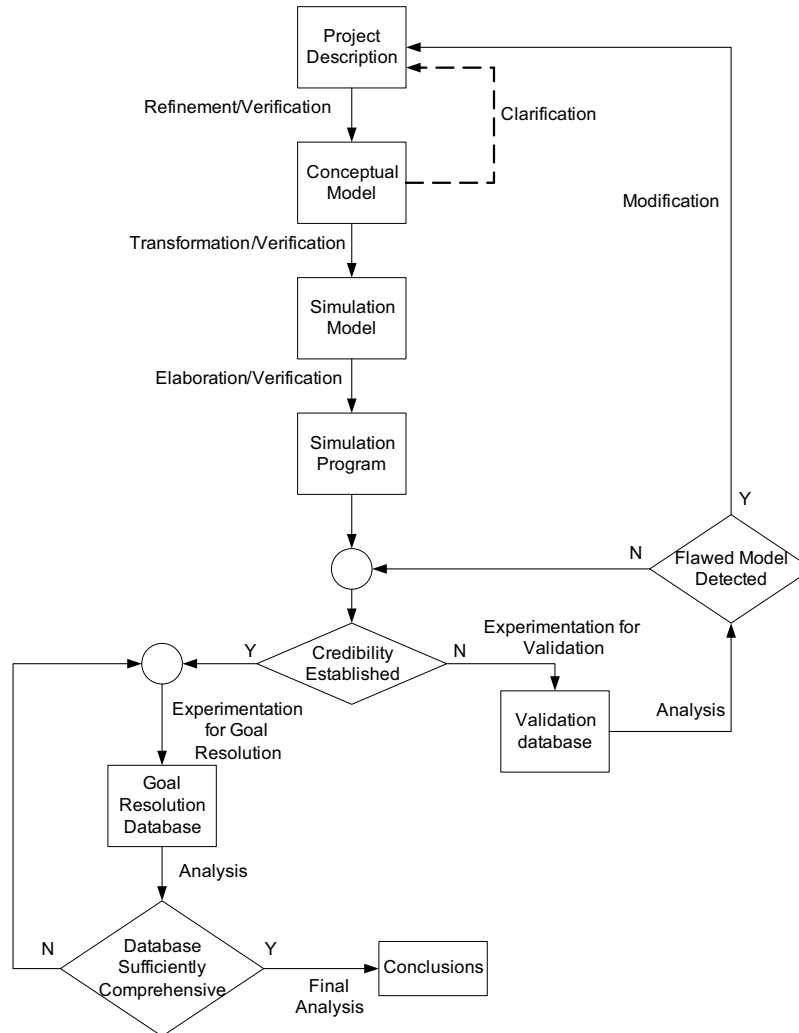 Project
Description
Refinement/Verification
Clarification
Conceptual
Model
Modification
Transformation/Verification
Simulation
Model
Elaboration/Verification
Simulation
Program
Y
N
Flawed Model
Detected
Experimentation for
Validation
Y
Credibility
Established
N
Experimentation
for Goal
Resolution
Validation
database
Analysis
Goal
Resolution
Database
Analysis
N
Database
Sufficiently
Comprehensive
Y
Final
Analysis
Conclusions